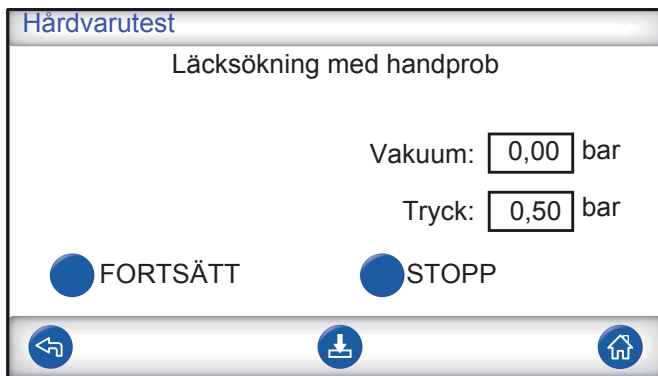 Hårdvarutest
Läcksökning med handprob
Vakuum: 0,00 bar
Tryck: 0,50 bar
FORTSÄTT STOPP